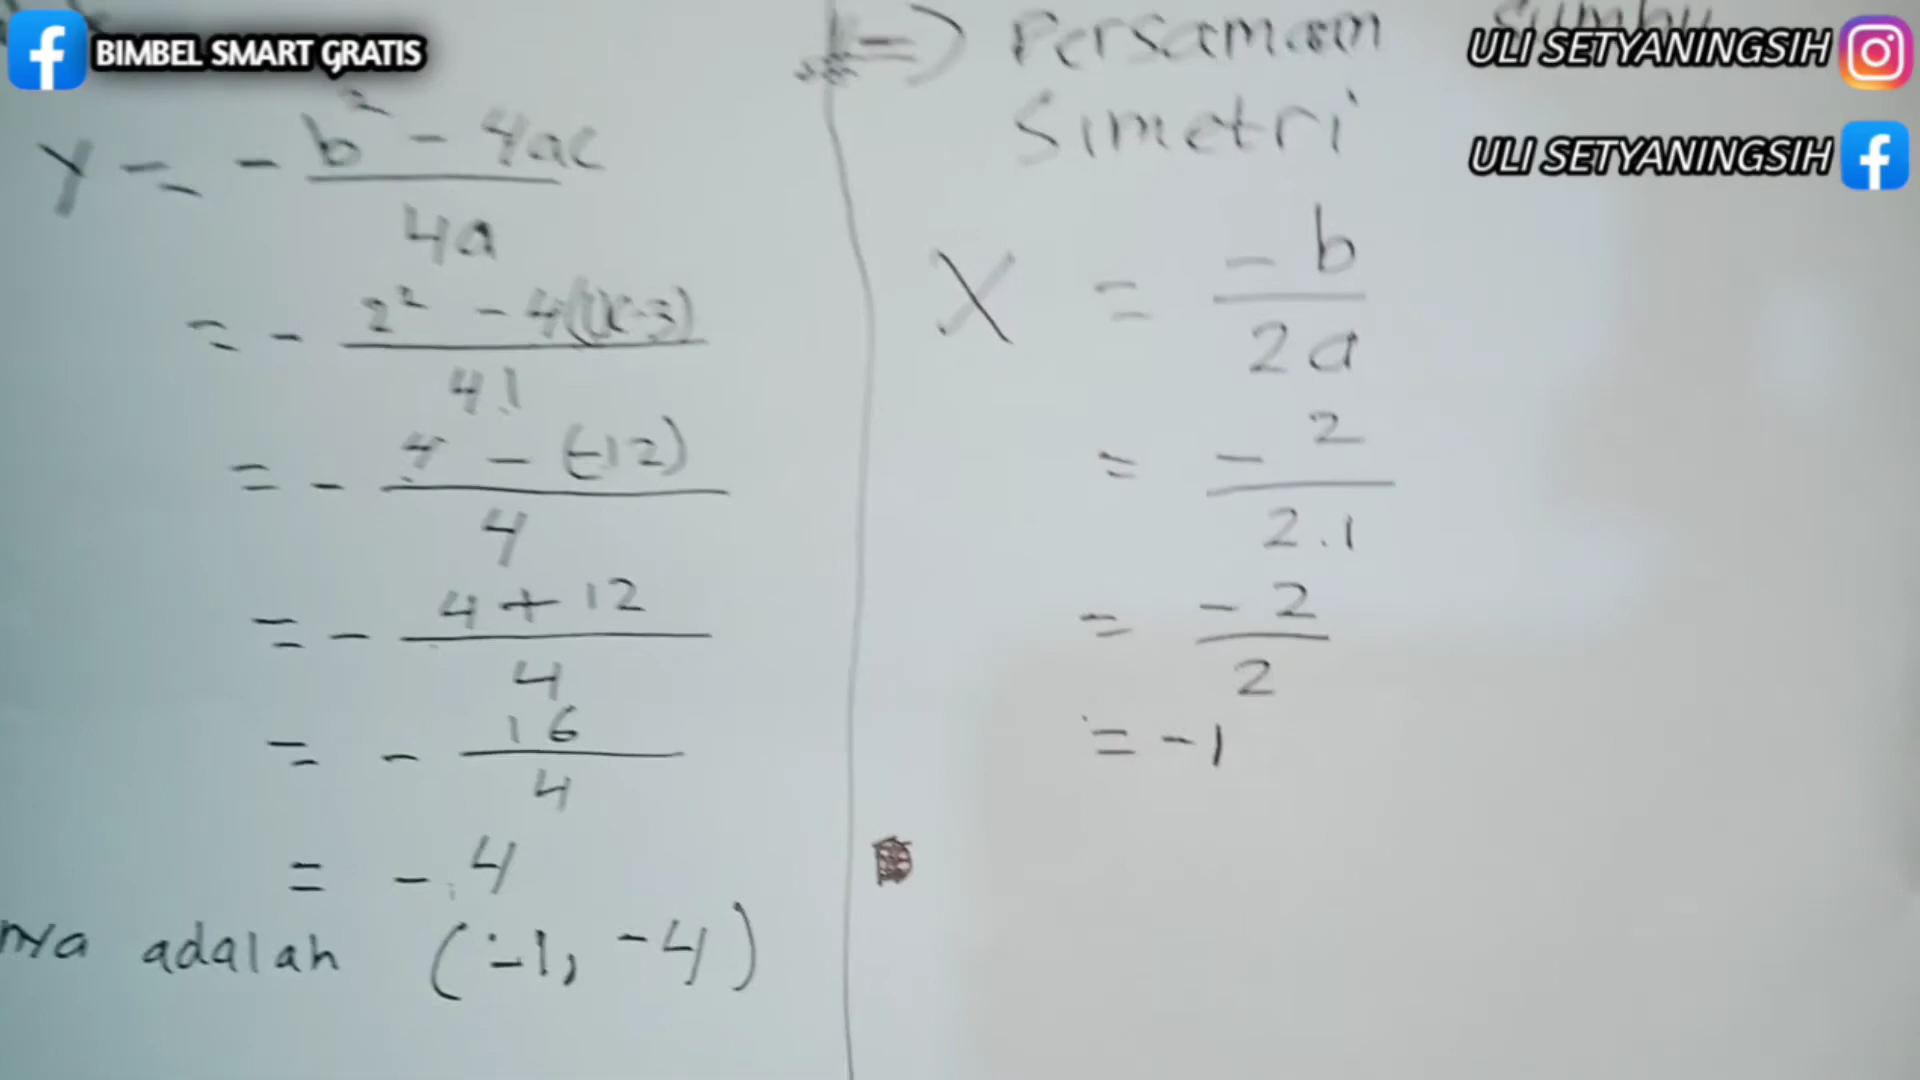 BIMBEL SMART GRATIS
ULI SETYANINGSIH
ULI SETYANINGSIH
y = - b² - 4ac
4a
= - 2² - 4(1)(-3)
4.1
= - 4 - (-12)
4
= - 4 + 12
4
= - 16
4
= - 4
nya adalah (-1, -4)
=) Persamaan sumbu
Simetri
X = - b
2a
= - 2
2.1
= - 2
2
= -1